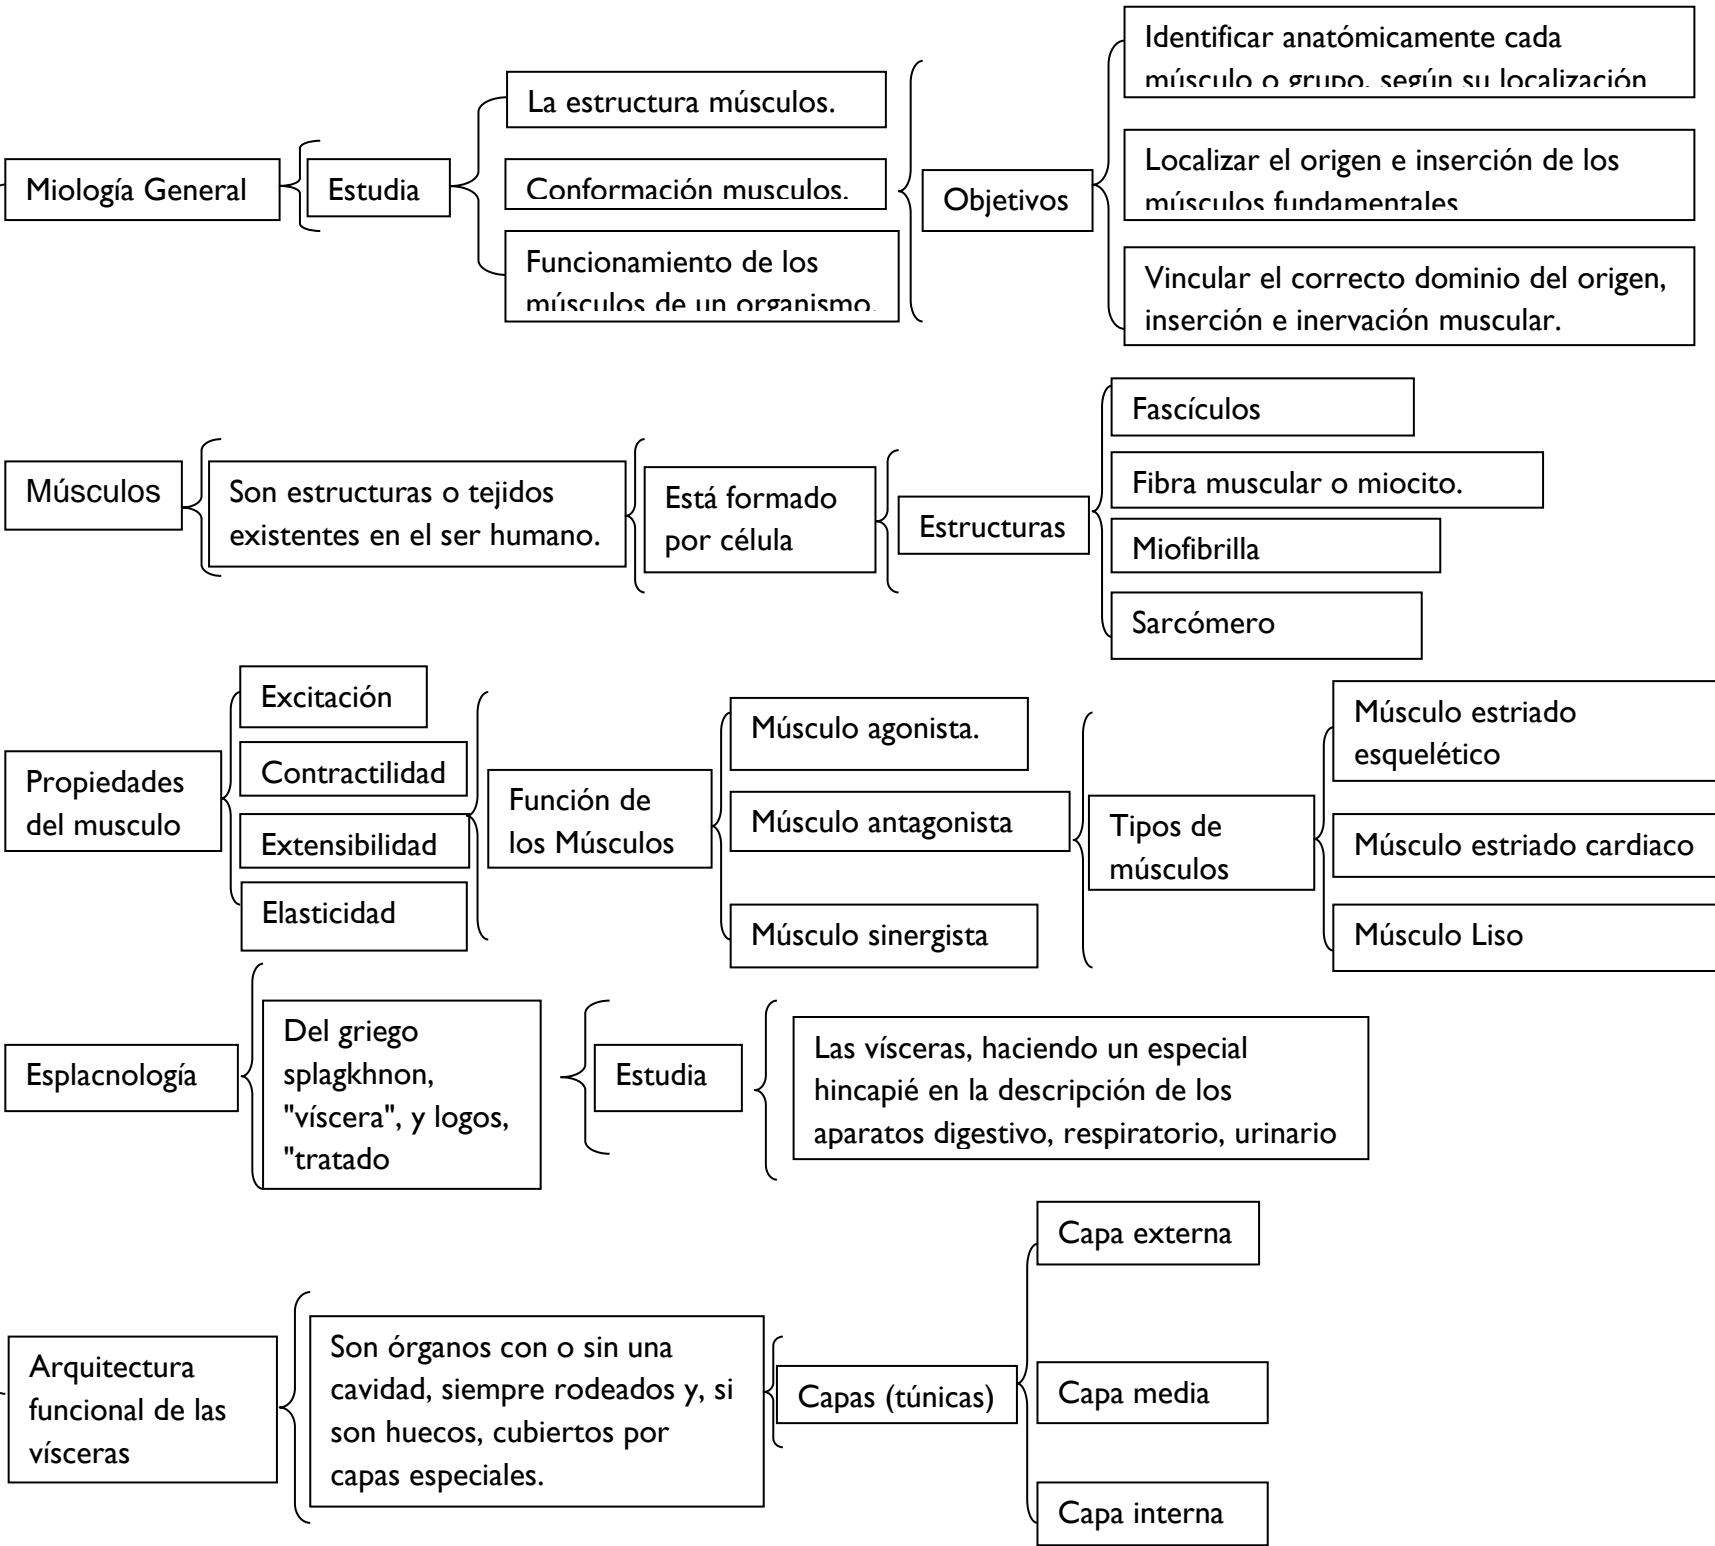 Miología General
Estudia
La estructura músculos.
Conformación musculos.
Funcionamiento de los
músculos de un organismo.
Objetivos
Identificar anatómicamente cada
músculo o grupo, según su localización
Localizar el origen e inserción de los
músculos fundamentales
Vincular el correcto dominio del origen,
inserción e inervación muscular.
Músculos
Son estructuras o tejidos
existentes en el ser humano.
Está formado
por célula
Estructuras
Fascículos
Fibra muscular o miocito.
Miofibrilla
Sarcómero
Propiedades
del musculo
Excitación
Contractilidad
Extensibilidad
Elasticidad
Función de
los Músculos
Músculo agonista.
Músculo antagonista
Músculo sinergista
Tipos de
músculos
Músculo estriado
esquelético
Músculo estriado cardiaco
Músculo Liso
Esplacnología
Del griego
splagkhnon,
"víscera", y logos,
"tratado
Estudia
Las vísceras, haciendo un especial
hincapié en la descripción de los
aparatos digestivo, respiratorio, urinario
Arquitectura
funcional de las
vísceras
Son órganos con o sin una
cavidad, siempre rodeados y, si
son huecos, cubiertos por
capas especiales.
Capas (túnicas)
Capa externa
Capa media
Capa interna